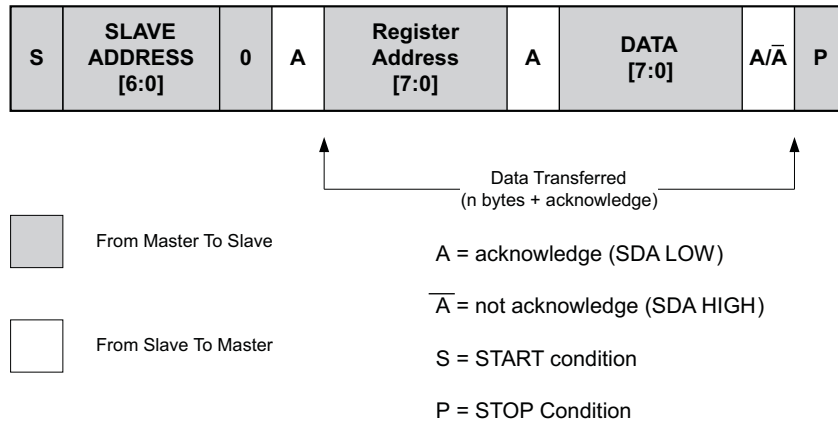 S
SLAVE
ADDRESS
[6:0]
0
A
Register
Address
[7:0]
A
DATA
[7:0]
A/A̅
P
Data Transferred
(n bytes + acknowledge)
From Master To Slave
A = acknowledge (SDA LOW)
A̅ = not acknowledge (SDA HIGH)
From Slave To Master
S = START condition
P = STOP Condition